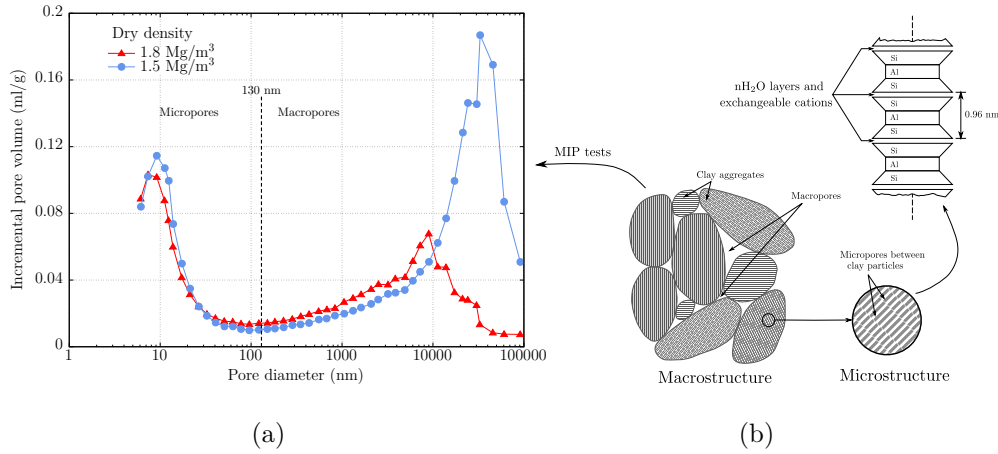 0.2
0.16
0.12
0.08
0.04
0
1
10
100
1000
10000
100000
Incremental pore volume (ml/g)
Pore diameter (nm)
Dry density
1.8 Mg/m³
1.5 Mg/m³
130 nm
Micropores
Macropores
(a)
MIP tests
Clay aggregates
Macropores
Macrostructure
nH₂O layers and
exchangeable cations
Si
Al
Si
Si
Al
Si
Si
Al
Si
0.96 nm
Micropores between
clay particles
Microstructure
(b)